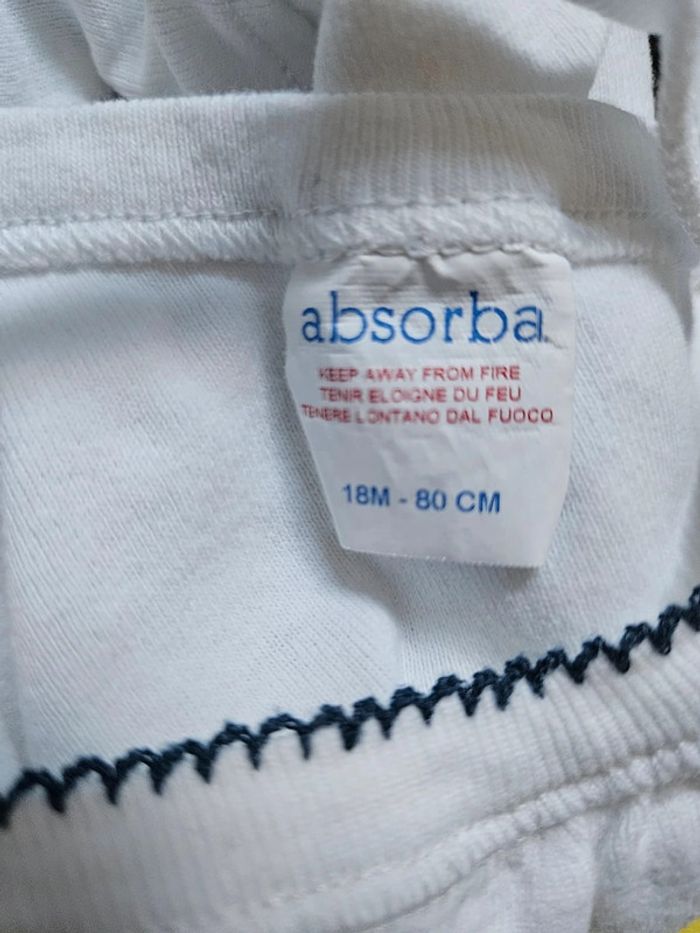 absorba
KEEP AWAY FROM FIRE
TENIR ELOIGNE DU FEU
TENERE LONTANO DAL FUOCO
18M - 80 CM